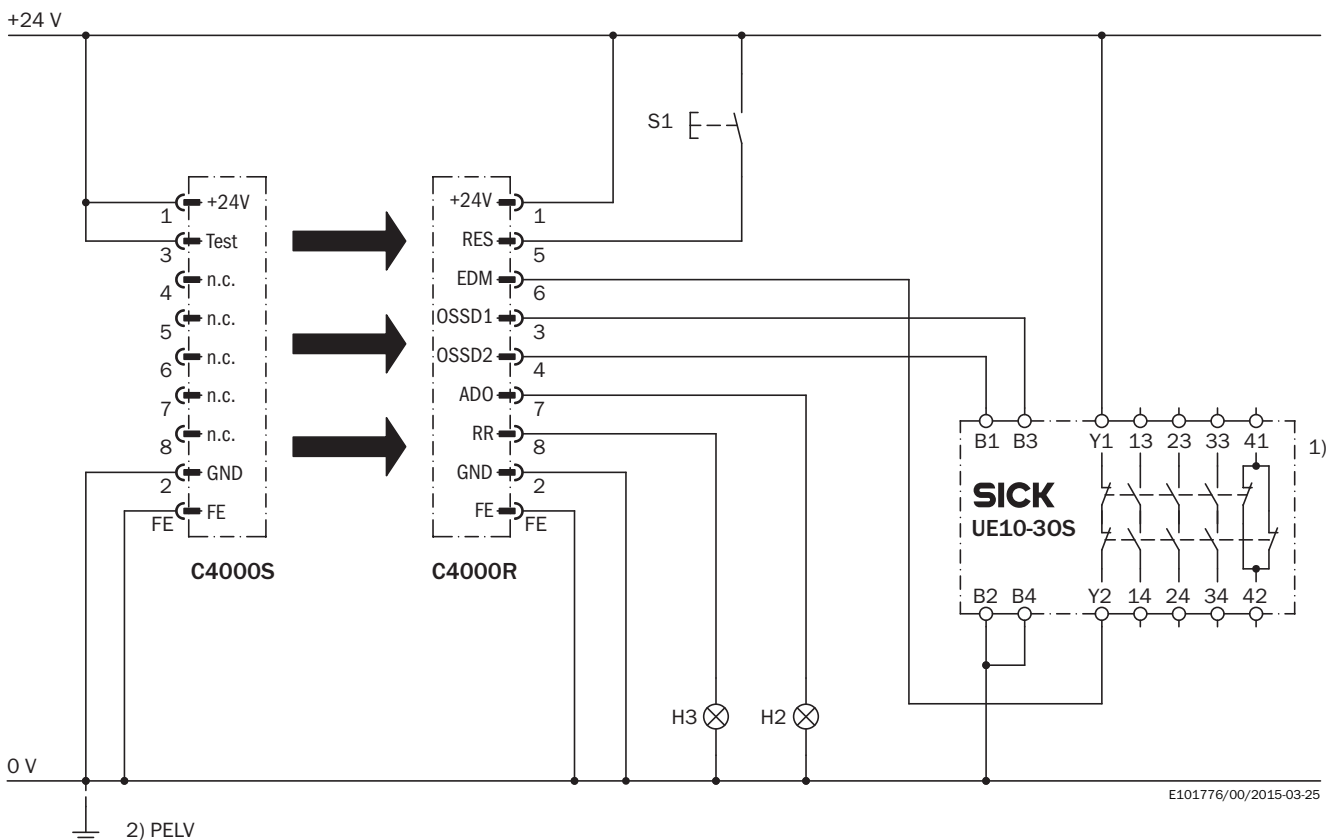 +24 V
S1
1 +24V
3 Test
4 n.c.
5 n.c.
6 n.c.
7 n.c.
8 n.c.
2 GND
FE FE
C4000S
+24V 1
RES 5
EDM 6
OSSD1 3
OSSD2 4
ADO 7
RR 8
GND 2
FE FE
C4000R
B1 B3 Y1 13 23 33 41
1)
SICK
UE10-3OS
B2 B4 Y2 14 24 34 42
H3 H2
0 V
E101776/00/2015-03-25
2) PELV